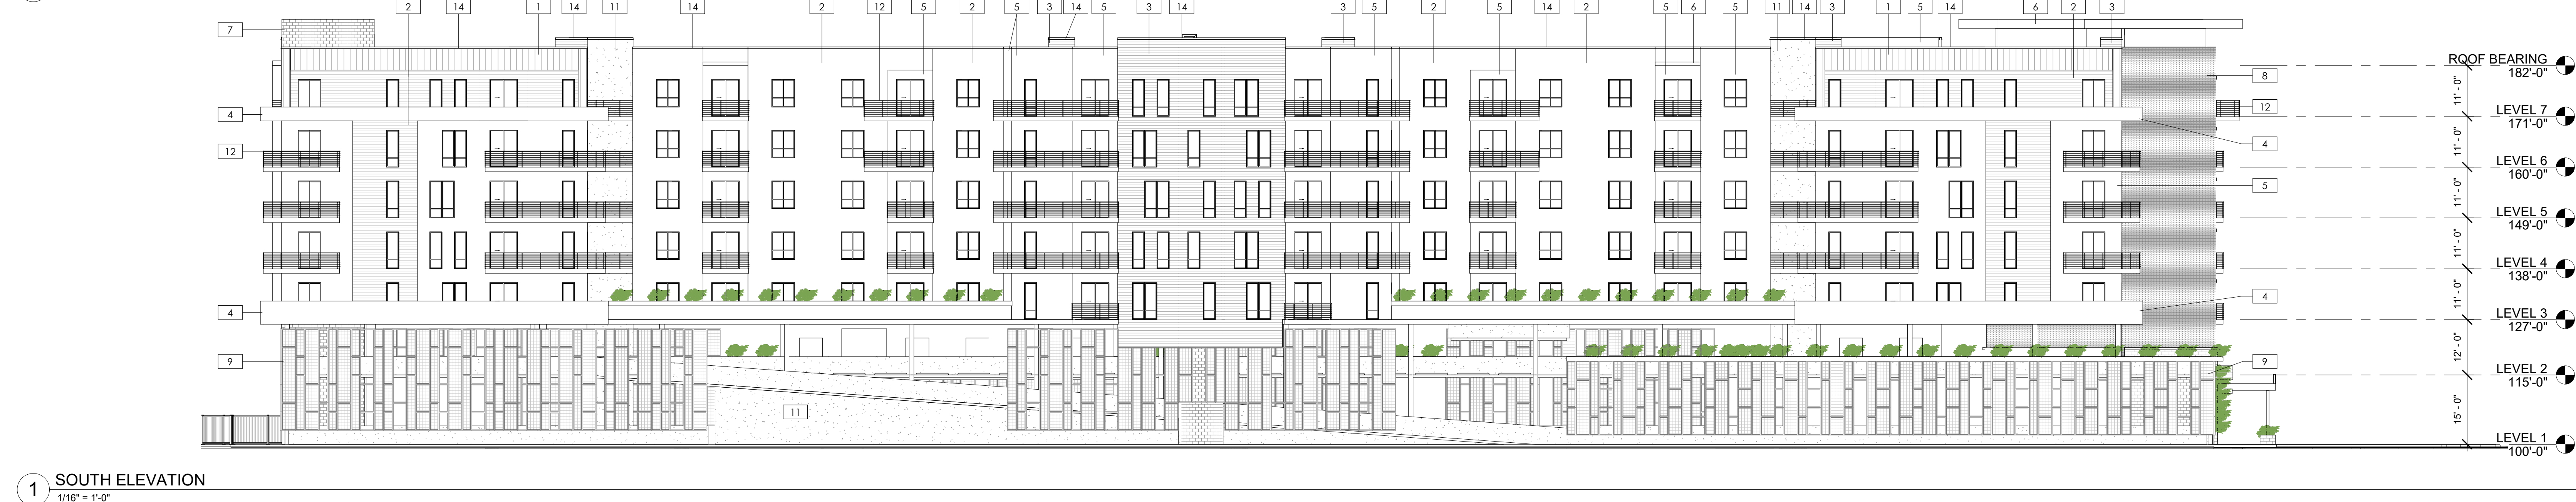 2 14 1 14 11 14 2 12 5 2 5 3 14 5 3 14 3 5 2 5 14 2 5 6 5 11 14 3 1 5 14 6 2 3
7
ROOF BEARING
182'-0"
8
11' - 0"
4
12
LEVEL 7
171'-0"
12
4
11' - 0"
LEVEL 6
160'-0"
5
11' - 0"
LEVEL 5
149'-0"
11' - 0"
LEVEL 4
138'-0"
4
4
11' - 0"
LEVEL 3
127'-0"
9
9
12' - 0"
LEVEL 2
115'-0"
11
15' - 0"
LEVEL 1
100'-0"
1 SOUTH ELEVATION
1/16" = 1'-0"